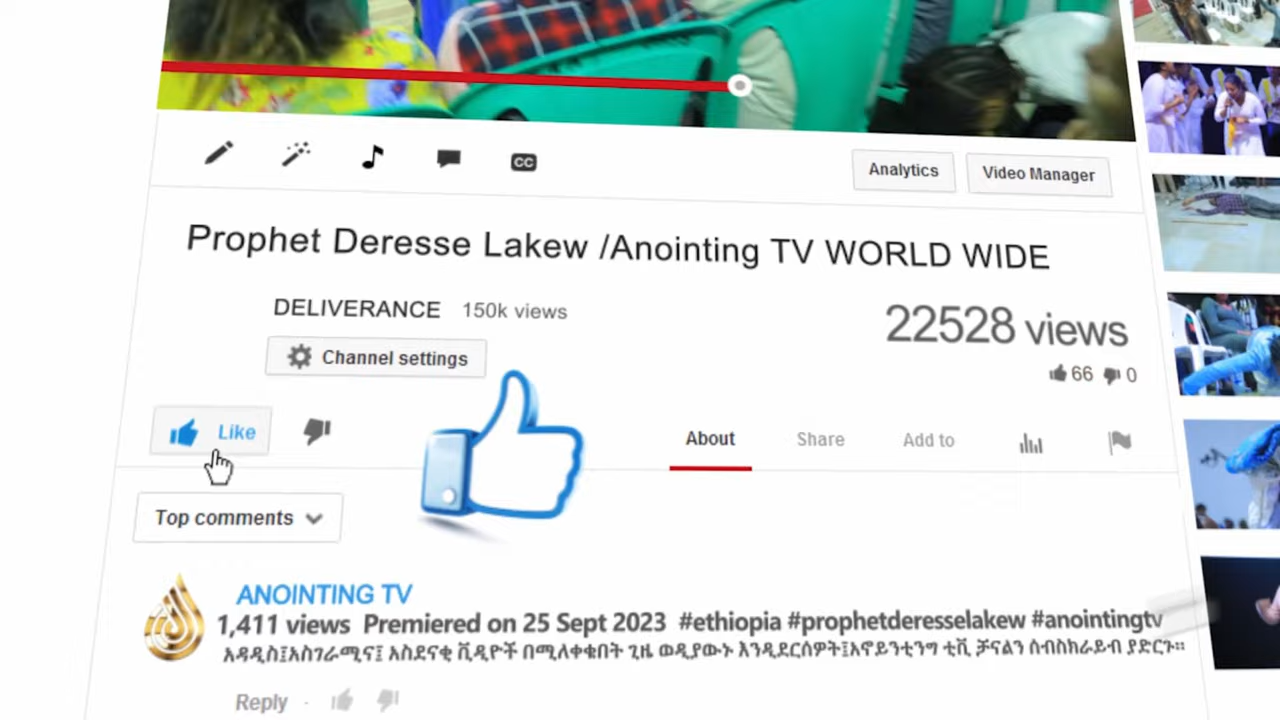 CC
Analytics
Video Manager
Prophet Deresse Lakew /Anointing TV WORLD WIDE
DELIVERANCE 150k views
22528 views
Channel settings
66 0
Like
About Share Add to
Top comments
ANOINTING TV
1,411 views Premiered on 25 Sept 2023 #ethiopia #prophetderesselakew #anointingtv
አዳዲስ፤አስገራሚና፤ አስደናቂ ቪዲዮች በሚለቀቁበት ጊዜ ወዲያውኑ እንዲደርሰዎት፤አኖይንቲንግ ቲቪ ቻናልን ሰብስክራይብ ያድርጉ።
Reply